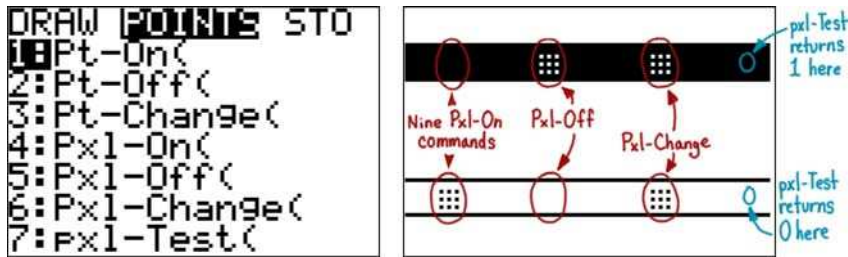 DRAW POINTS STO
1:Pt-On(
2:Pt-Off(
3:Pt-Change(
4:Pxl-On(
5:Pxl-Off(
6:Pxl-Change(
7:pxl-Test(
pxl-Test
returns
1 here
Nine Pxl-On
commands
Pxl-Off
Pxl-Change
pxl-Test
returns
0 here